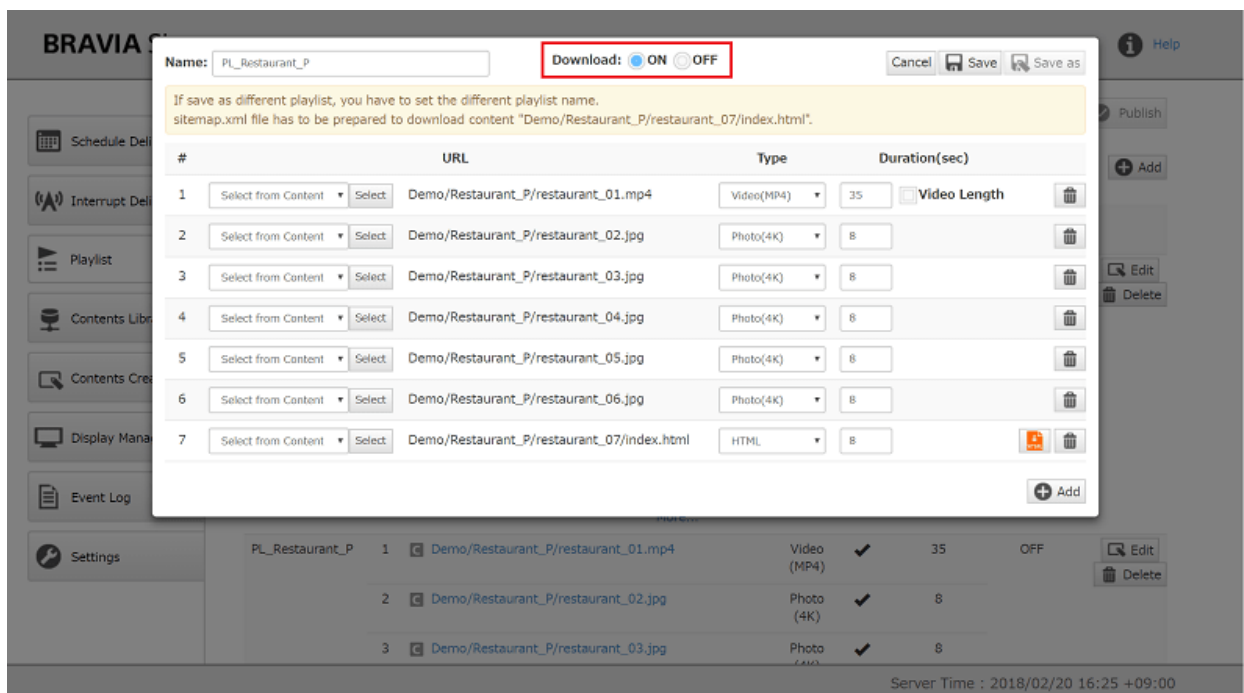 BRAVIA
Help
Name: PL_Restaurant_P Download: ON OFF Cancel Save Save as
If save as different playlist, you have to set the different playlist name.
sitemap.xml file has to be prepared to download content "Demo/Restaurant_P/restaurant_07/index.html".
Publish
Add
# URL Type Duration(sec)
1 Select from Content Select Demo/Restaurant_P/restaurant_01.mp4 Video(MP4) 35 Video Length
2 Select from Content Select Demo/Restaurant_P/restaurant_02.jpg Photo(4K) 8
3 Select from Content Select Demo/Restaurant_P/restaurant_03.jpg Photo(4K) 8
4 Select from Content Select Demo/Restaurant_P/restaurant_04.jpg Photo(4K) 8
5 Select from Content Select Demo/Restaurant_P/restaurant_05.jpg Photo(4K) 8
6 Select from Content Select Demo/Restaurant_P/restaurant_06.jpg Photo(4K) 8
7 Select from Content Select Demo/Restaurant_P/restaurant_07/index.html HTML 8
Add
Schedule Deli
Interrupt Deli
Playlist
Contents Libr
Contents Crea
Display Mana
Event Log
Settings
Edit
Delete
PL_Restaurant_P 1 C Demo/Restaurant_P/restaurant_01.mp4 Video 35 OFF Edit
(MP4) Delete
2 C Demo/Restaurant_P/restaurant_02.jpg Photo 8
(4K)
3 C Demo/Restaurant_P/restaurant_03.jpg Photo 8
Server Time : 2018/02/20 16:25 +09:00